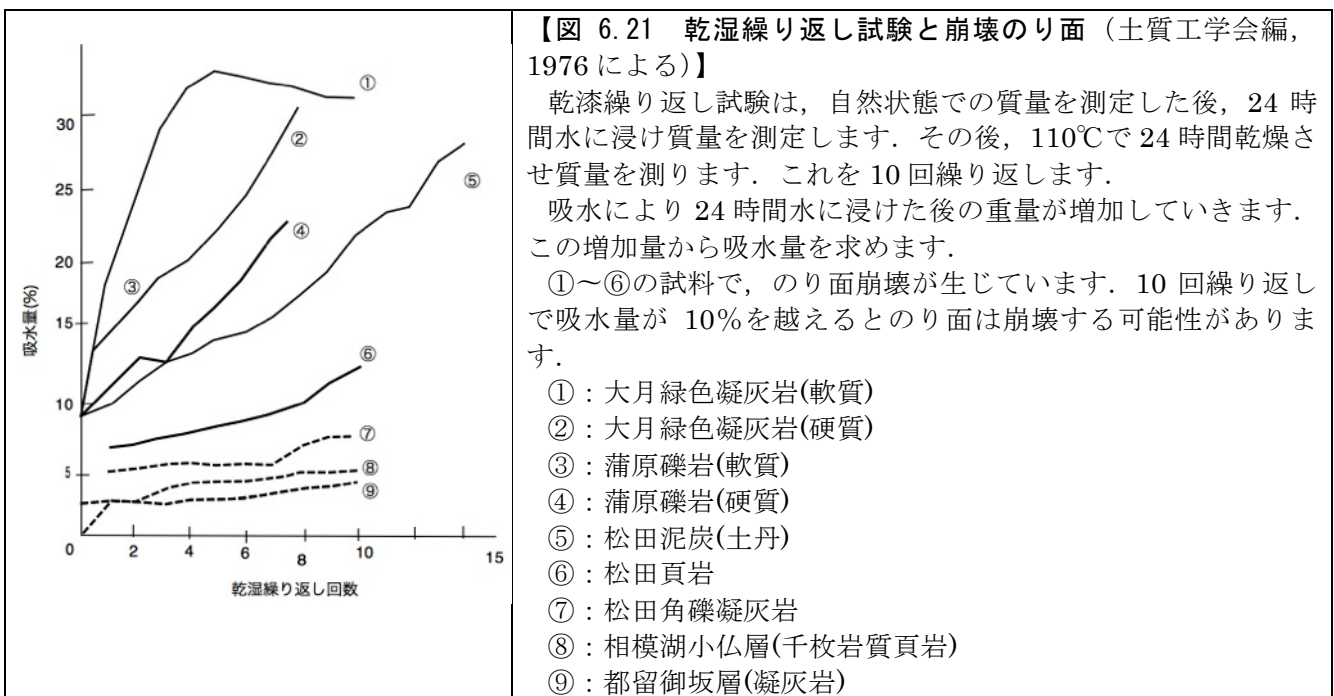 30
25
20
15
10
5
0
2
4
6
8
10
15
吸水量(%)
乾湿繰り返し回数
①
②
③
④
⑤
⑥
⑦
⑧
⑨
【図 6.21 乾湿繰り返し試験と崩壊のり面（土質工学会編，
1976 による）】
乾漆繰り返し試験は，自然状態での質量を測定した後，24 時
間水に浸け質量を測定します．その後，110℃で 24 時間乾燥さ
せ質量を測ります．これを 10 回繰り返します．
吸水により 24 時間水に浸けた後の重量が増加していきます．
この増加量から吸水量を求めます．
①～⑥の試料で，のり面崩壊が生じています．10 回繰り返し
で吸水量が 10％を越えるとのり面は崩壊する可能性がありま
す．
①：大月緑色凝灰岩(軟質)
②：大月緑色凝灰岩(硬質)
③：蒲原礫岩(軟質)
④：蒲原礫岩(硬質)
⑤：松田泥炭(土丹)
⑥：松田頁岩
⑦：松田角礫凝灰岩
⑧：相模湖小仏層(千枚岩質頁岩)
⑨：都留御坂層(凝灰岩)